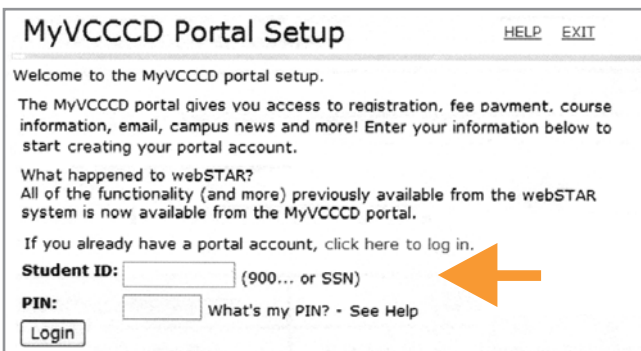 MyVCCCD Portal Setup HELP EXIT
Welcome to the MyVCCCD portal setup.
The MyVCCCD portal gives you access to registration, fee payment, course
information, email, campus news and more! Enter your information below to
start creating your portal account.
What happened to webSTAR?
All of the functionality (and more) previously available from the webSTAR
system is now available from the MyVCCCD portal.
If you already have a portal account, click here to log in.
Student ID: (900... or SSN)
PIN: What's my PIN? - See Help
Login